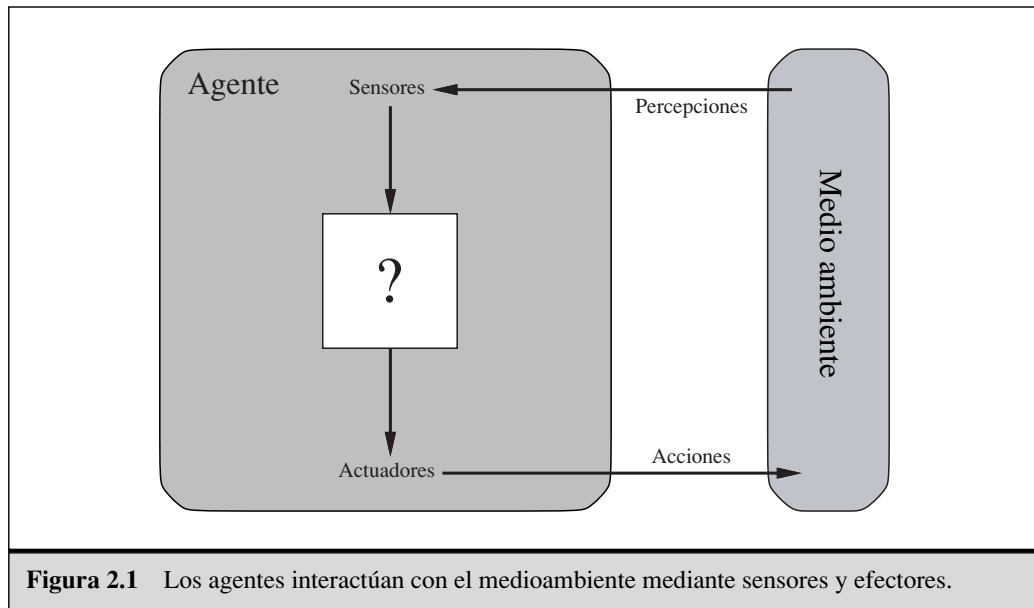 Agente
Sensores
Percepciones
Medio ambiente
?
Actuadores
Acciones
Figura 2.1 Los agentes interactúan con el medioambiente mediante sensores y efectores.